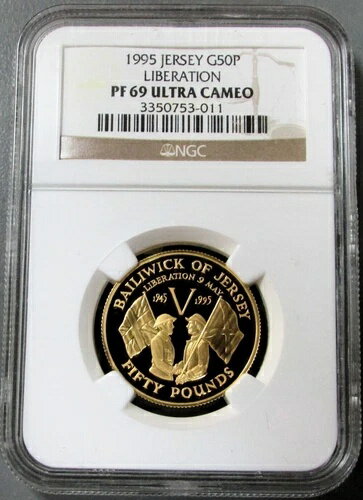 1995 JERSEY G50P
LIBERATION
PF 69 ULTRA CAMEO
3350753-011
NGC
BAILIWICK OF JERSEY
LIBERATION 9 MAY
1945 V 1995
FIFTY POUNDS